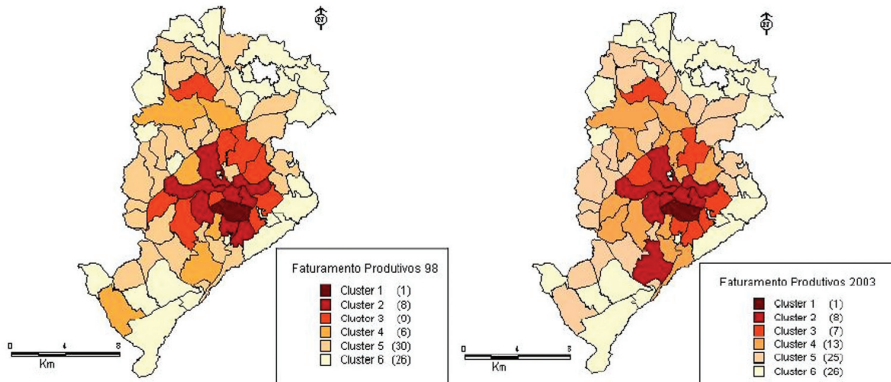 N
N
Faturamento Produtivos 98
Cluster 1 (1)
Cluster 2 (8)
Cluster 3 (9)
Cluster 4 (6)
Cluster 5 (30)
Cluster 6 (26)
0 4 8
Km
Faturamento Produtivos 2003
Cluster 1 (1)
Cluster 2 (8)
Cluster 3 (7)
Cluster 4 (13)
Cluster 5 (25)
Cluster 6 (26)
0 4 8
Km